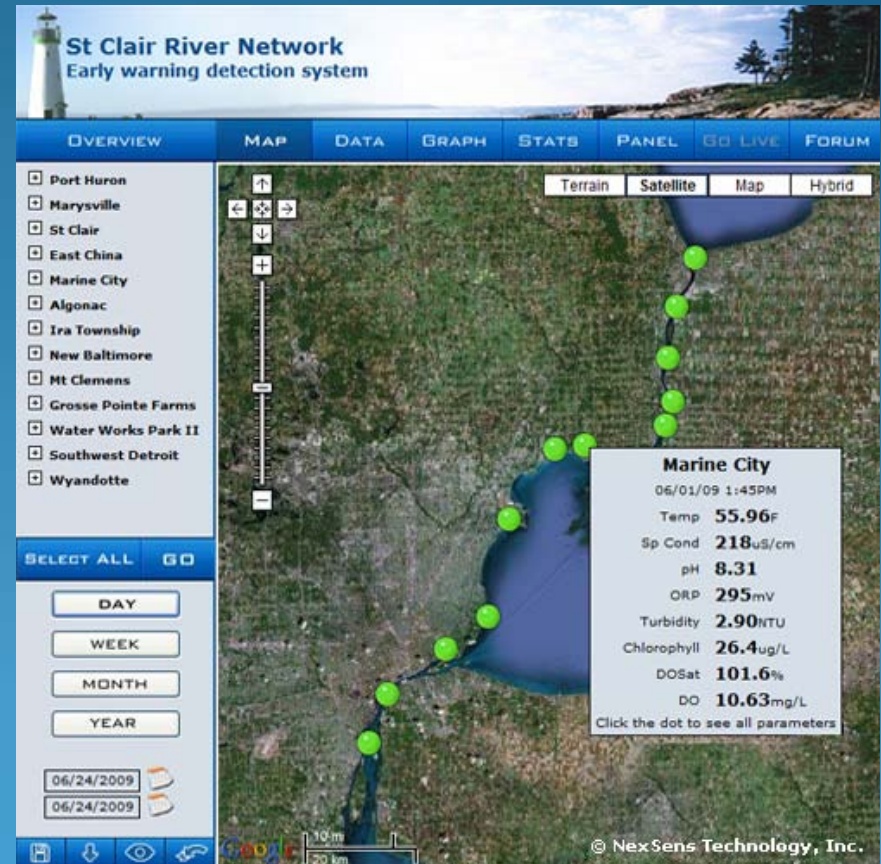 St Clair River Network
Early warning detection system
OVERVIEW MAP DATA GRAPH STATS PANEL GO LIVE FORUM
Port Huron
Marysville
St Clair
East China
Marine City
Algonac
Ira Township
New Baltimore
Mt Clemens
Grosse Pointe Farms
Water Works Park II
Southwest Detroit
Wyandotte
SELECT ALL GO
DAY
WEEK
MONTH
YEAR
06/24/2009
06/24/2009
Terrain Satellite Map Hybrid
Marine City
06/01/09 1:45PM
Temp 55.96F
Sp Cond 218uS/cm
pH 8.31
ORP 295mV
Turbidity 2.90NTU
Chlorophyll 26.4ug/L
DOSat 101.6%
DO 10.63mg/L
Click the dot to see all parameters
Google
10 m
20 km
© NexSens Technology, Inc.